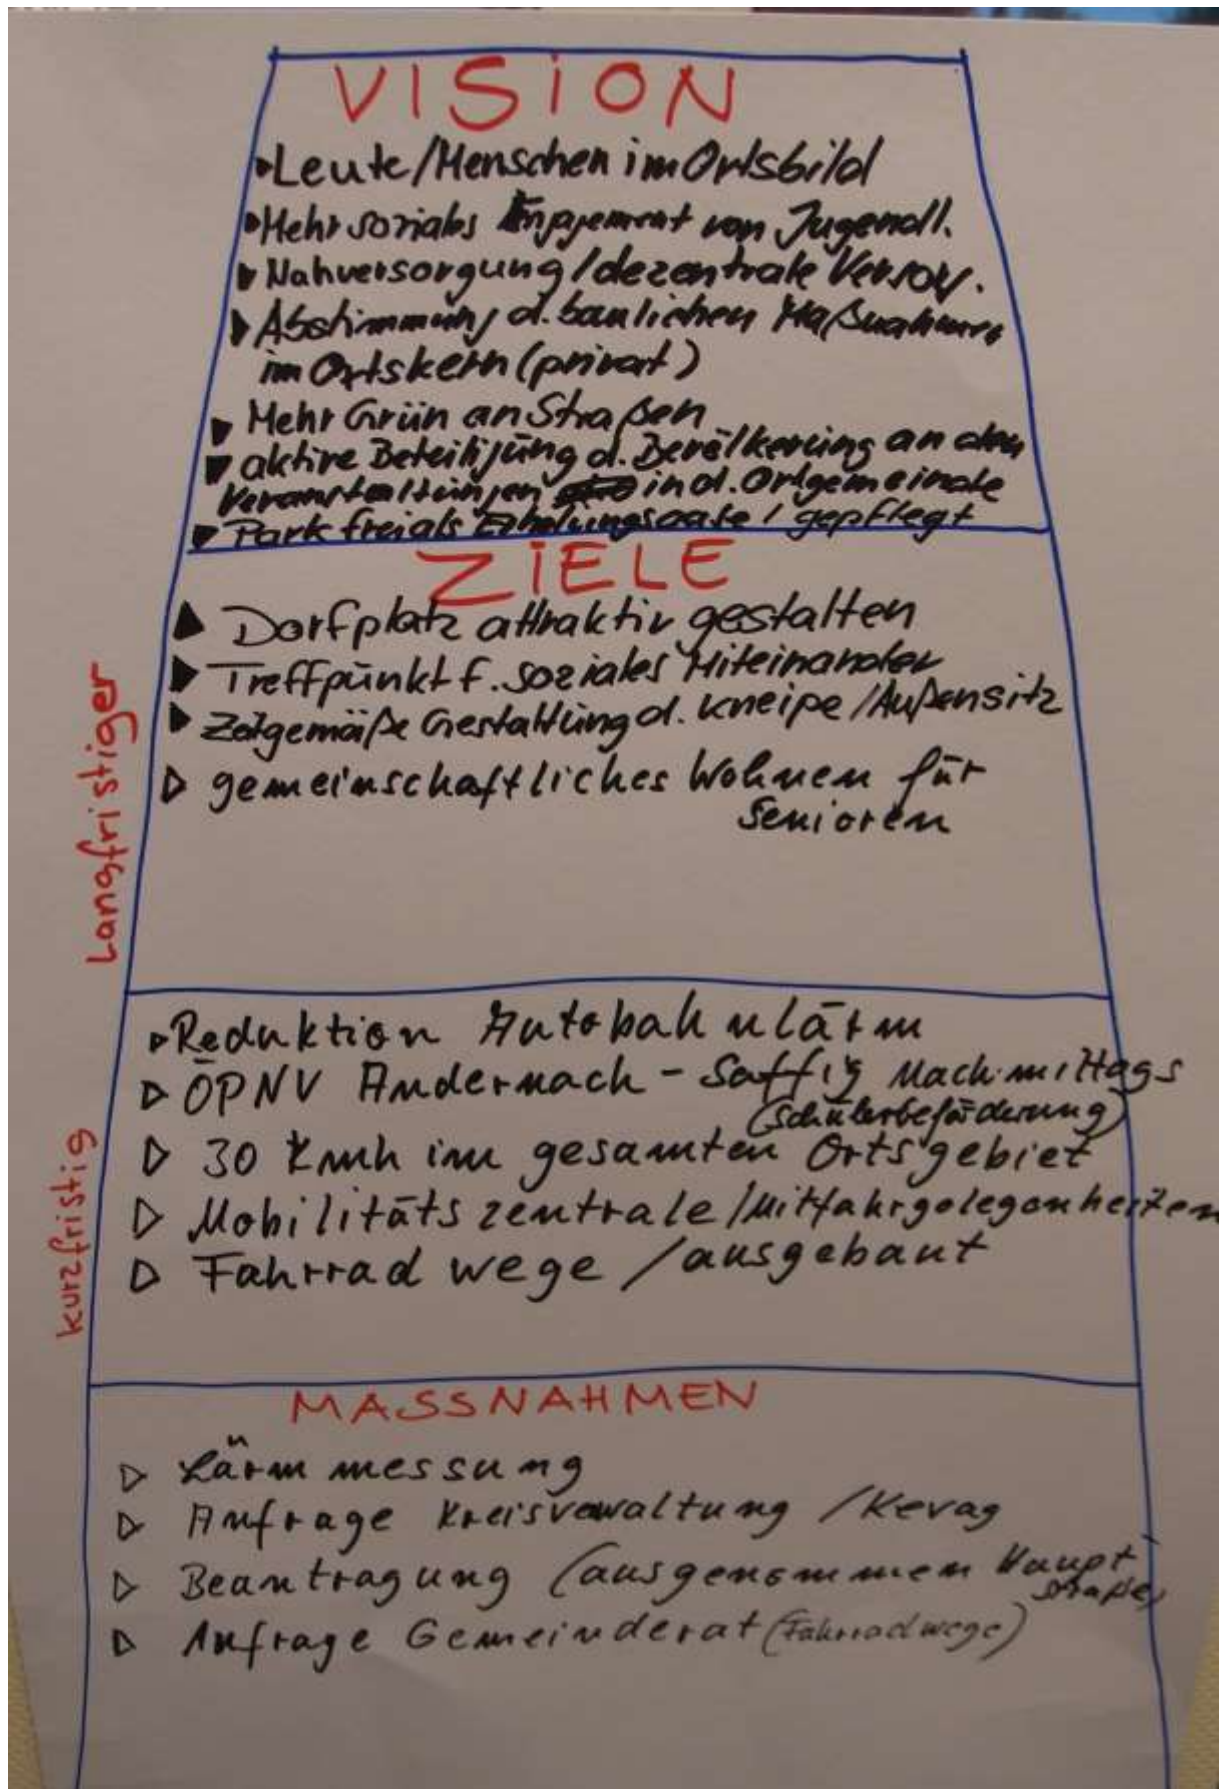 VISION
Leute/Menschen im Ortsbild
Mehr soziales Engagement von Jugendl.
Nahversorgung/dezentrale Versor.
Abstimmung d. baulichen Maßnahmen
im Ortskern (privat)
Mehr Grün an Straßen
aktive Beteiligung d. Bevölkerung an den
Veranstaltungen in d. Ortgemeinde
Park frei als Erholungsoase / gepflegt
ZIELE
Dorfplatz attraktiv gestalten
Treffpunkt f. soziales Miteinander
Zeitgemäße Gestaltung d. Kneipe/Außensitz
gemeinschaftliches Wohnen für
Senioren
Langfristiger
Reduktion Autobahnlärm
ÖPNV Andernach - Saffig Nachmittags
(Schülerbeförderung)
30 Kmh im gesamten Ortsgebiet
Mobilitätszentrale/Mitfahrgelegenheiten
Fahrradwege /ausgebaut
kurzfristig
MASSNAHMEN
Lärmmessung
Anfrage Kreisverwaltung /Kevag
Beantragung (ausgenommen Haupt
straße)
Anfrage Gemeinderat (Fahrradwege)